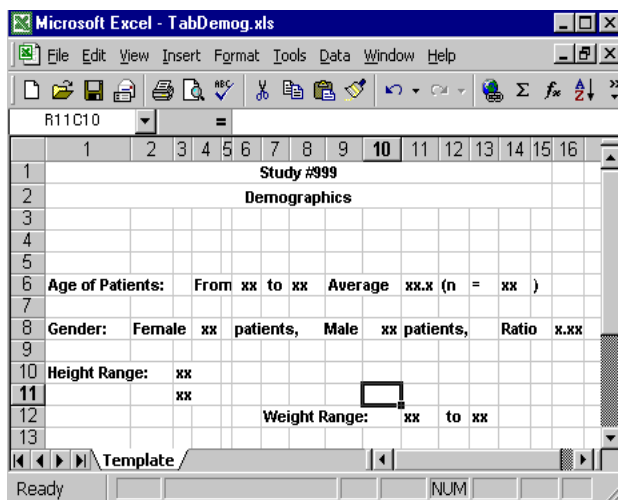 Microsoft Excel - TabDemog.xls
File Edit View Insert Format Tools Data Window Help
ABC Σ fx A Z »
R11C10 =
1 2 3 4 5 6 7 8 9 10 11 12 13 14 15 16
1 Study #999
2 Demographics
3
4
5
6 Age of Patients: From xx to xx Average xx.x (n = xx )
7
8 Gender: Female xx patients, Male xx patients, Ratio x.xx
9
10 Height Range: xx
11 xx
12 Weight Range: xx to xx
13
Template
Ready NUM